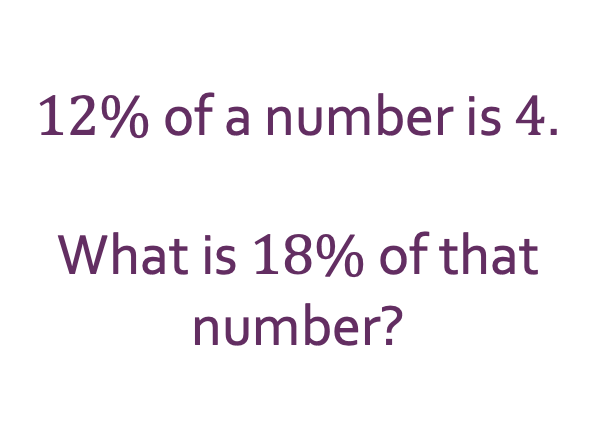 12% of a number is 4.
What is 18% of that
number?